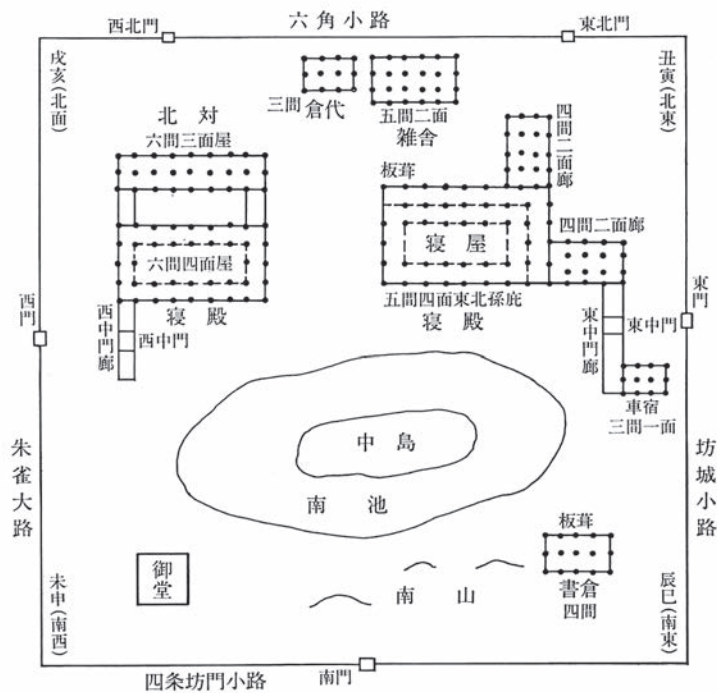 六角小路
西北門
東北門
戌亥(北面)
丑寅(北東)
三間
倉代
五間二面
雑舎
四間二面廊
北対
六間三面屋
板葺
寝屋
四間二面廊
六間四面屋
五間四面東北孫庇
寝殿
寝殿
西門
西中門廊
西中門
東中門廊
東中門
東門
車宿
三間一面
中島
南池
朱雀大路
坊城小路
板葺
書倉
四間
御堂
南山
未申(南西)
辰巳(南東)
四条坊門小路
南門